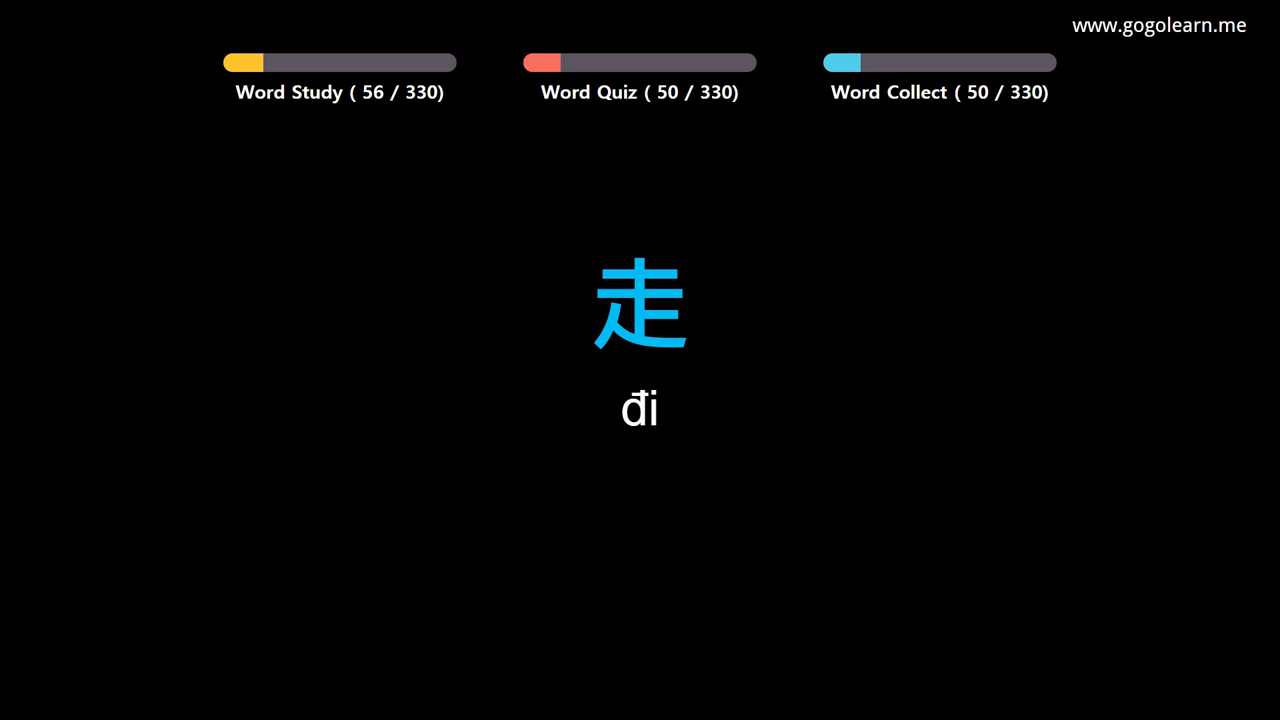 www.gogolearn.me
Word Study ( 56 / 330)
Word Quiz ( 50 / 330)
Word Collect ( 50 / 330)
走
đi